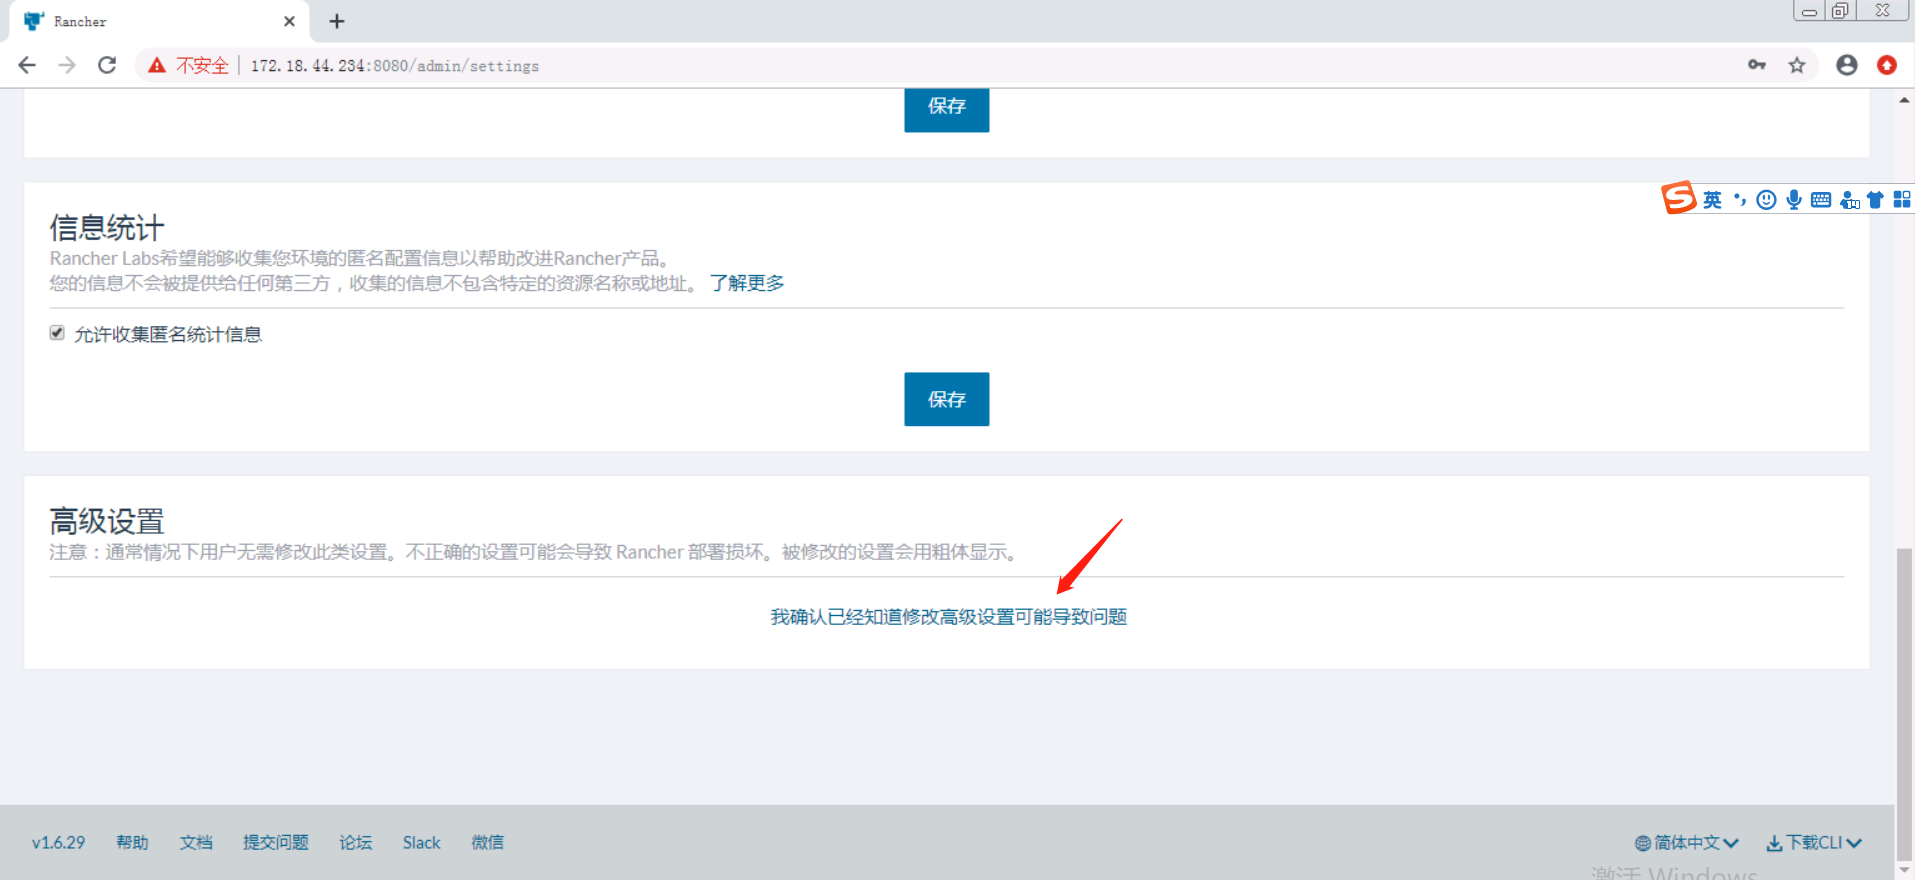 Rancher
不安全
172.18.44.234:8080/admin/settings
保存
英
信息统计
Rancher Labs希望能够收集您环境的匿名配置信息以帮助改进Rancher产品。
您的信息不会被提供给任何第三方，收集的信息不包含特定的资源名称或地址。 了解更多
允许收集匿名统计信息
保存
高级设置
注意：通常情况下用户无需修改此类设置。不正确的设置可能会导致 Rancher 部署损坏。被修改的设置会用粗体显示。
我确认已经知道修改高级设置可能导致问题
v1.6.29 帮助 文档 提交问题 论坛 Slack 微信 简体中文 下载CLI
激活 Windows